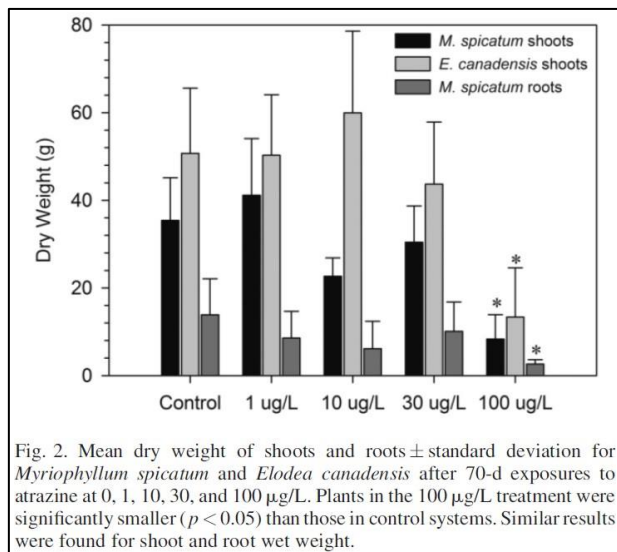 80
60
40
20
0
Dry Weight (g)
M. spicatum shoots
E. canadensis shoots
M. spicatum roots
* * *
Control 1 ug/L 10 ug/L 30 ug/L 100 ug/L
Fig. 2. Mean dry weight of shoots and roots ± standard deviation for
Myriophyllum spicatum and Elodea canadensis after 70-d exposures to
atrazine at 0, 1, 10, 30, and 100 μg/L. Plants in the 100 μg/L treatment were
significantly smaller (p < 0.05) than those in control systems. Similar results
were found for shoot and root wet weight.